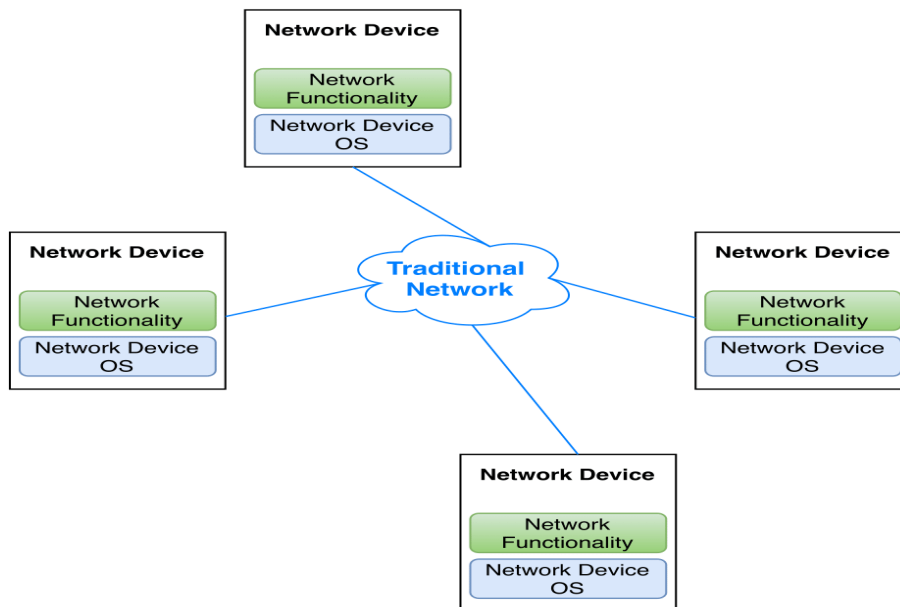 Network Device
Network
Functionality
Network Device
OS
Network Device
Network
Functionality
Network Device
OS
Traditional
Network
Network Device
Network
Functionality
Network Device
OS
Network Device
Network
Functionality
Network Device
OS